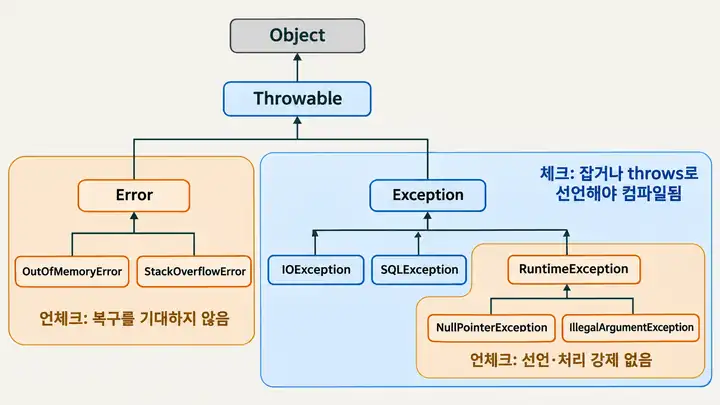 Object
Throwable
체크: 잡거나 throws로
선언해야 컴파일됨
Error
Exception
OutOfMemoryError
StackOverflowError
IOException
SQLException
RuntimeException
NullPointerException
IllegalArgumentException
언체크: 복구를 기대하지 않음
언체크: 선언·처리 강제 없음